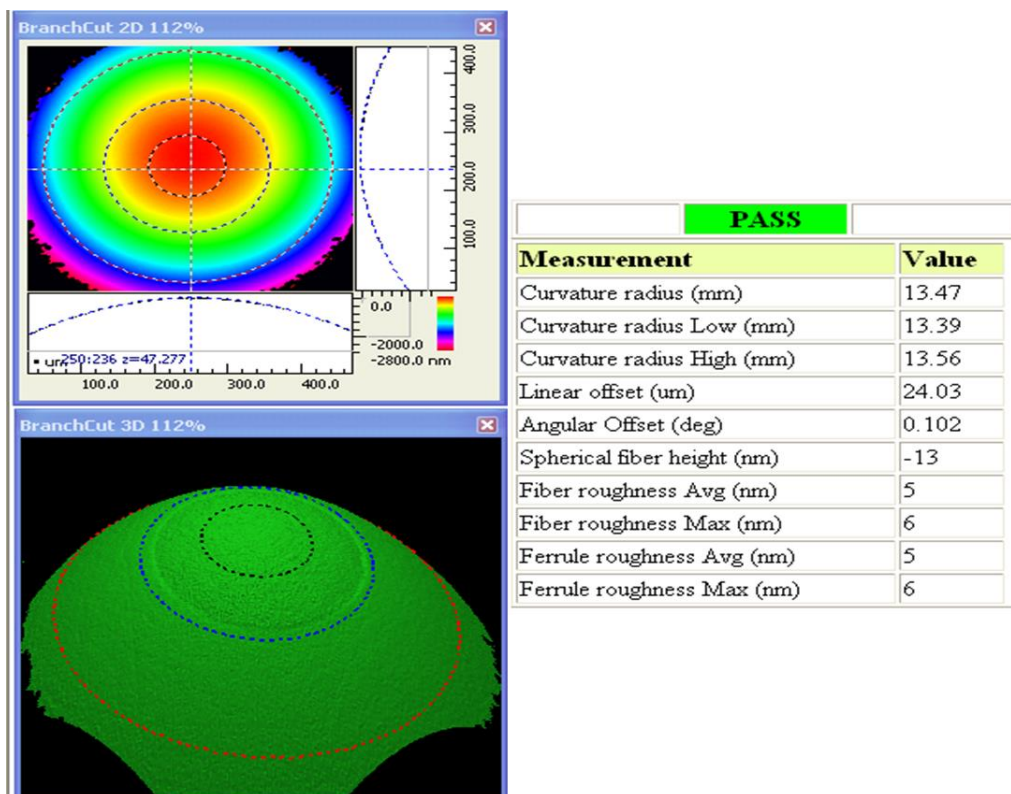 BranchCut 2D 112%
400.0
300.0
200.0
100.0
0.0
-2000.0
-2800.0 nm
um
250:236 z=47.277
100.0 200.0 300.0 400.0
BranchCut 3D 112%
PASS
Measurement Value
Curvature radius (mm) 13.47
Curvature radius Low (mm) 13.39
Curvature radius High (mm) 13.56
Linear offset (um) 24.03
Angular Offset (deg) 0.102
Spherical fiber height (nm) -13
Fiber roughness Avg (nm) 5
Fiber roughness Max (nm) 6
Ferrule roughness Avg (nm) 5
Ferrule roughness Max (nm) 6